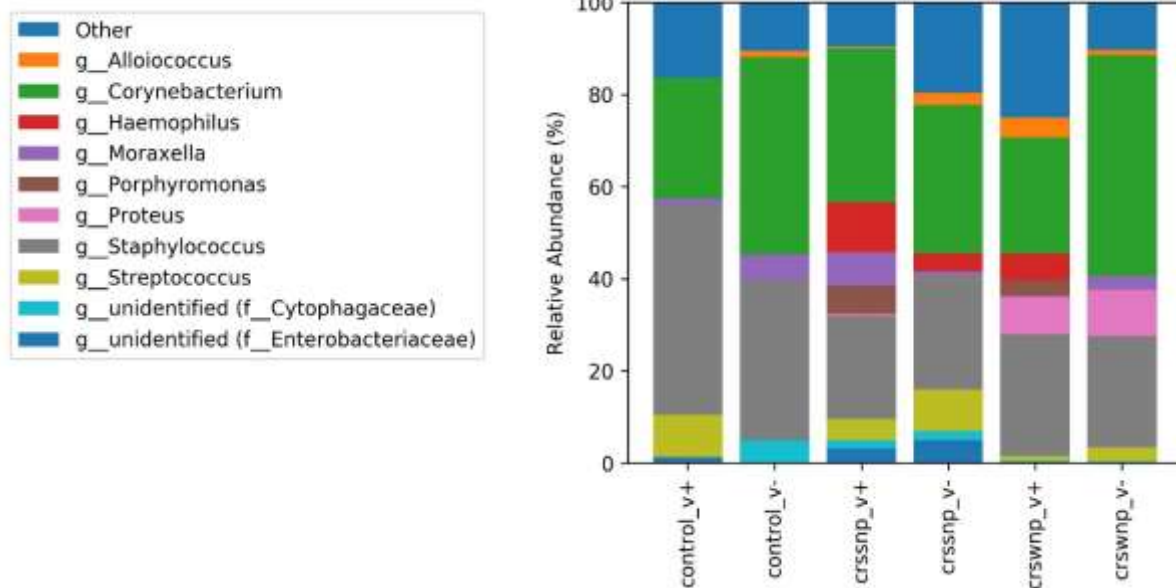 Other
g__Alloiococcus
g__Corynebacterium
g__Haemophilus
g__Moraxella
g__Porphyromonas
g__Proteus
g__Staphylococcus
g__Streptococcus
g__unidentified (f__Cytophagaceae)
g__unidentified (f__Enterobacteriaceae)
Relative Abundance (%)
100
80
60
40
20
0
control_v+
control_v-
crssnp_v+
crssnp_v-
crswnp_v+
crswnp_v-